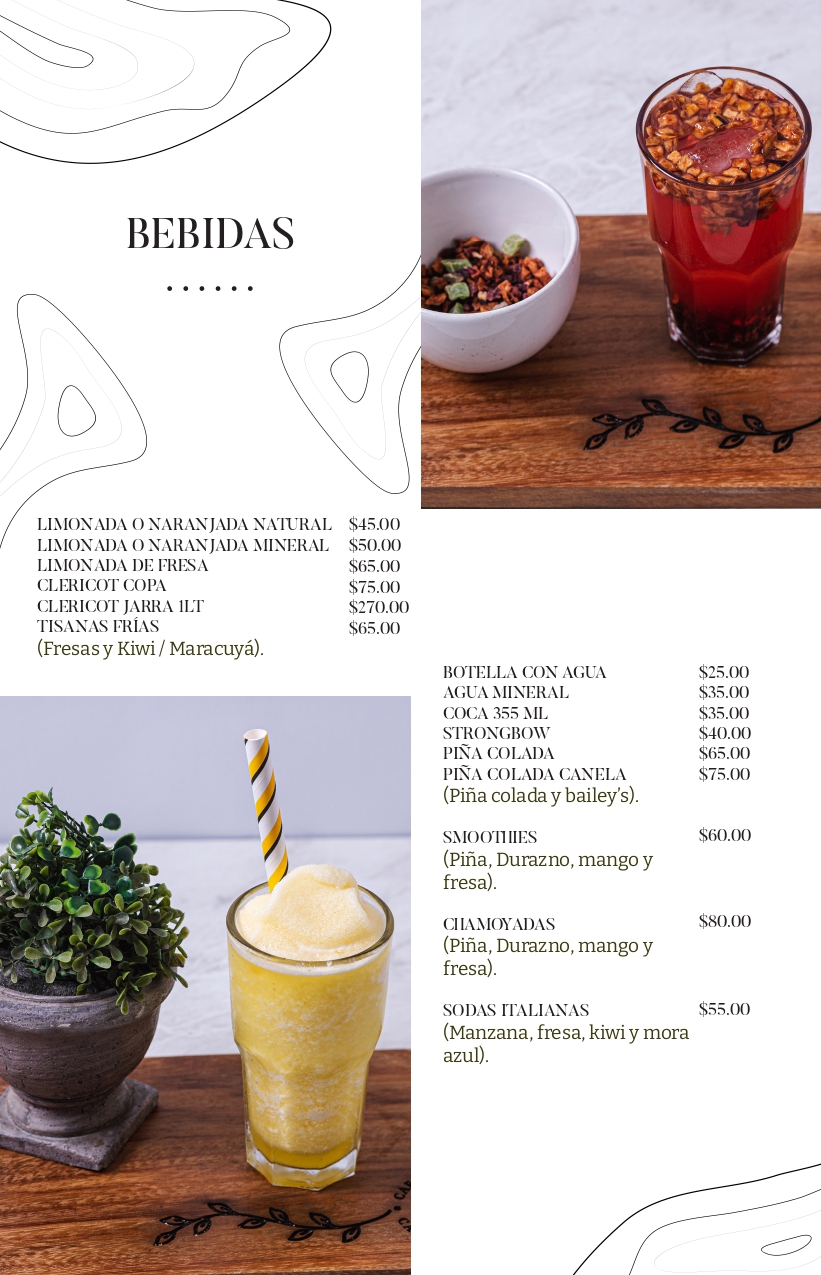 BEBIDAS
LIMONADA O NARANJADA NATURAL $45.00
LIMONADA O NARANJADA MINERAL $50.00
LIMONADA DE FRESA $65.00
CLERICOT COPA $75.00
CLERICOT JARRA 1LT $270.00
TISANAS FRÍAS $65.00
(Fresas y Kiwi / Maracuyá).
BOTELLA CON AGUA $25.00
AGUA MINERAL $35.00
COCA 355 ML $35.00
STRONGBOW $40.00
PIÑA COLADA $65.00
PIÑA COLADA CANELA $75.00
(Piña colada y bailey's).
SMOOTHIES $60.00
(Piña, Durazno, mango y
fresa).
CHAMOYADAS $80.00
(Piña, Durazno, mango y
fresa).
SODAS ITALIANAS $55.00
(Manzana, fresa, kiwi y mora
azul).